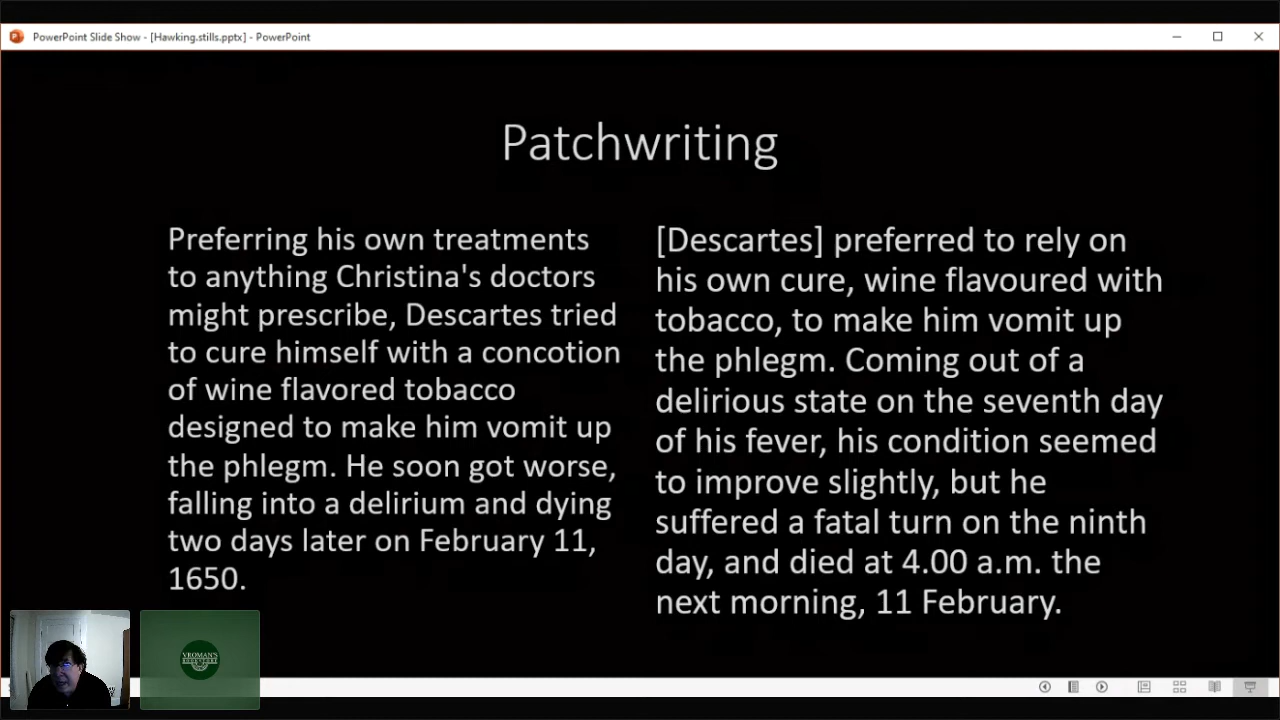 PowerPoint Slide Show - [Hawking.stills.pptx] - PowerPoint
Patchwriting
Preferring his own treatments
to anything Christina's doctors
might prescribe, Descartes tried
to cure himself with a concotion
of wine flavored tobacco
designed to make him vomit up
the phlegm. He soon got worse,
falling into a delirium and dying
two days later on February 11,
1650.
[Descartes] preferred to rely on
his own cure, wine flavoured with
tobacco, to make him vomit up
the phlegm. Coming out of a
delirious state on the seventh day
of his fever, his condition seemed
to improve slightly, but he
suffered a fatal turn on the ninth
day, and died at 4.00 a.m. the
next morning, 11 February.
VROMAN'S
BOOKSTORE